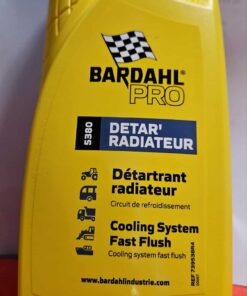 BARDAHL®
PRO
5380
DETAR'
RADIATEUR
Détartrant
radiateur
Circuit de refroidissement
Cooling System
Fast Flush
Cooling system fast flush
www.bardahlindustrie.com